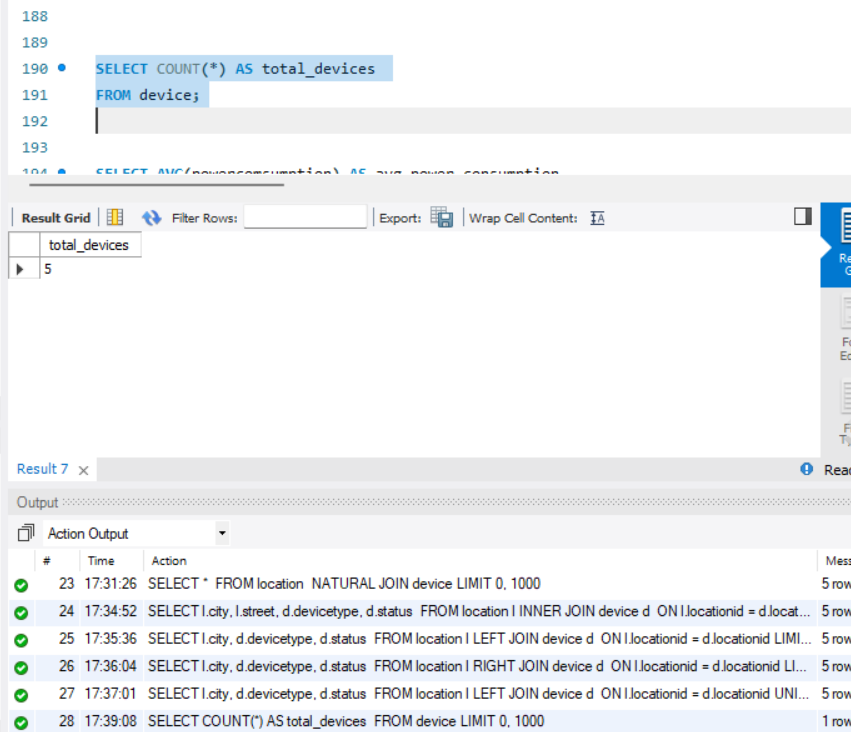 188
189
190 SELECT COUNT(*) AS total_devices
191 FROM device;
192
193
194 SELECT AVG(powercomsumption) AS avg_power_consumption
Result Grid Filter Rows: Export: Wrap Cell Content: IA
total_devices
5
Result 7 ×
Output
Action Output
# Time Action
23 17:31:26 SELECT * FROM location NATURAL JOIN device LIMIT 0, 1000 5 row
24 17:34:52 SELECT l.city, l.street, d.devicetype, d.status FROM location l INNER JOIN device d ON l.locationid = d.locat... 5 row
25 17:35:36 SELECT l.city, d.devicetype, d.status FROM location l LEFT JOIN device d ON l.locationid = d.locationid LIMI... 5 row
26 17:36:04 SELECT l.city, d.devicetype, d.status FROM location l RIGHT JOIN device d ON l.locationid = d.locationid LI... 5 row
27 17:37:01 SELECT l.city, d.devicetype, d.status FROM location l LEFT JOIN device d ON l.locationid = d.locationid UNI... 5 row
28 17:39:08 SELECT COUNT(*) AS total_devices FROM device LIMIT 0, 1000 1 row